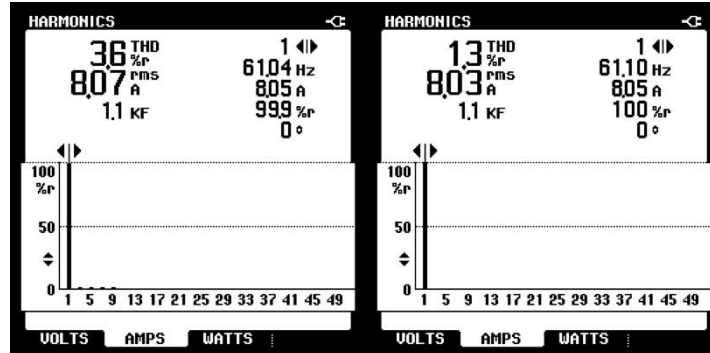 HARMONICS
3.6 THD %r
8.07 rms A
1.1 KF
1
61.04 Hz
8.05 A
99.9 %r
0 °
100
%r
50
0
1 5 9 13 17 21 25 29 33 37 41 45 49
VOLTS AMPS WATTS
HARMONICS
1.3 THD %r
8.03 rms A
1.1 KF
1
61.10 Hz
8.05 A
100 %r
0 °
100
%r
50
0
1 5 9 13 17 21 25 29 33 37 41 45 49
VOLTS AMPS WATTS